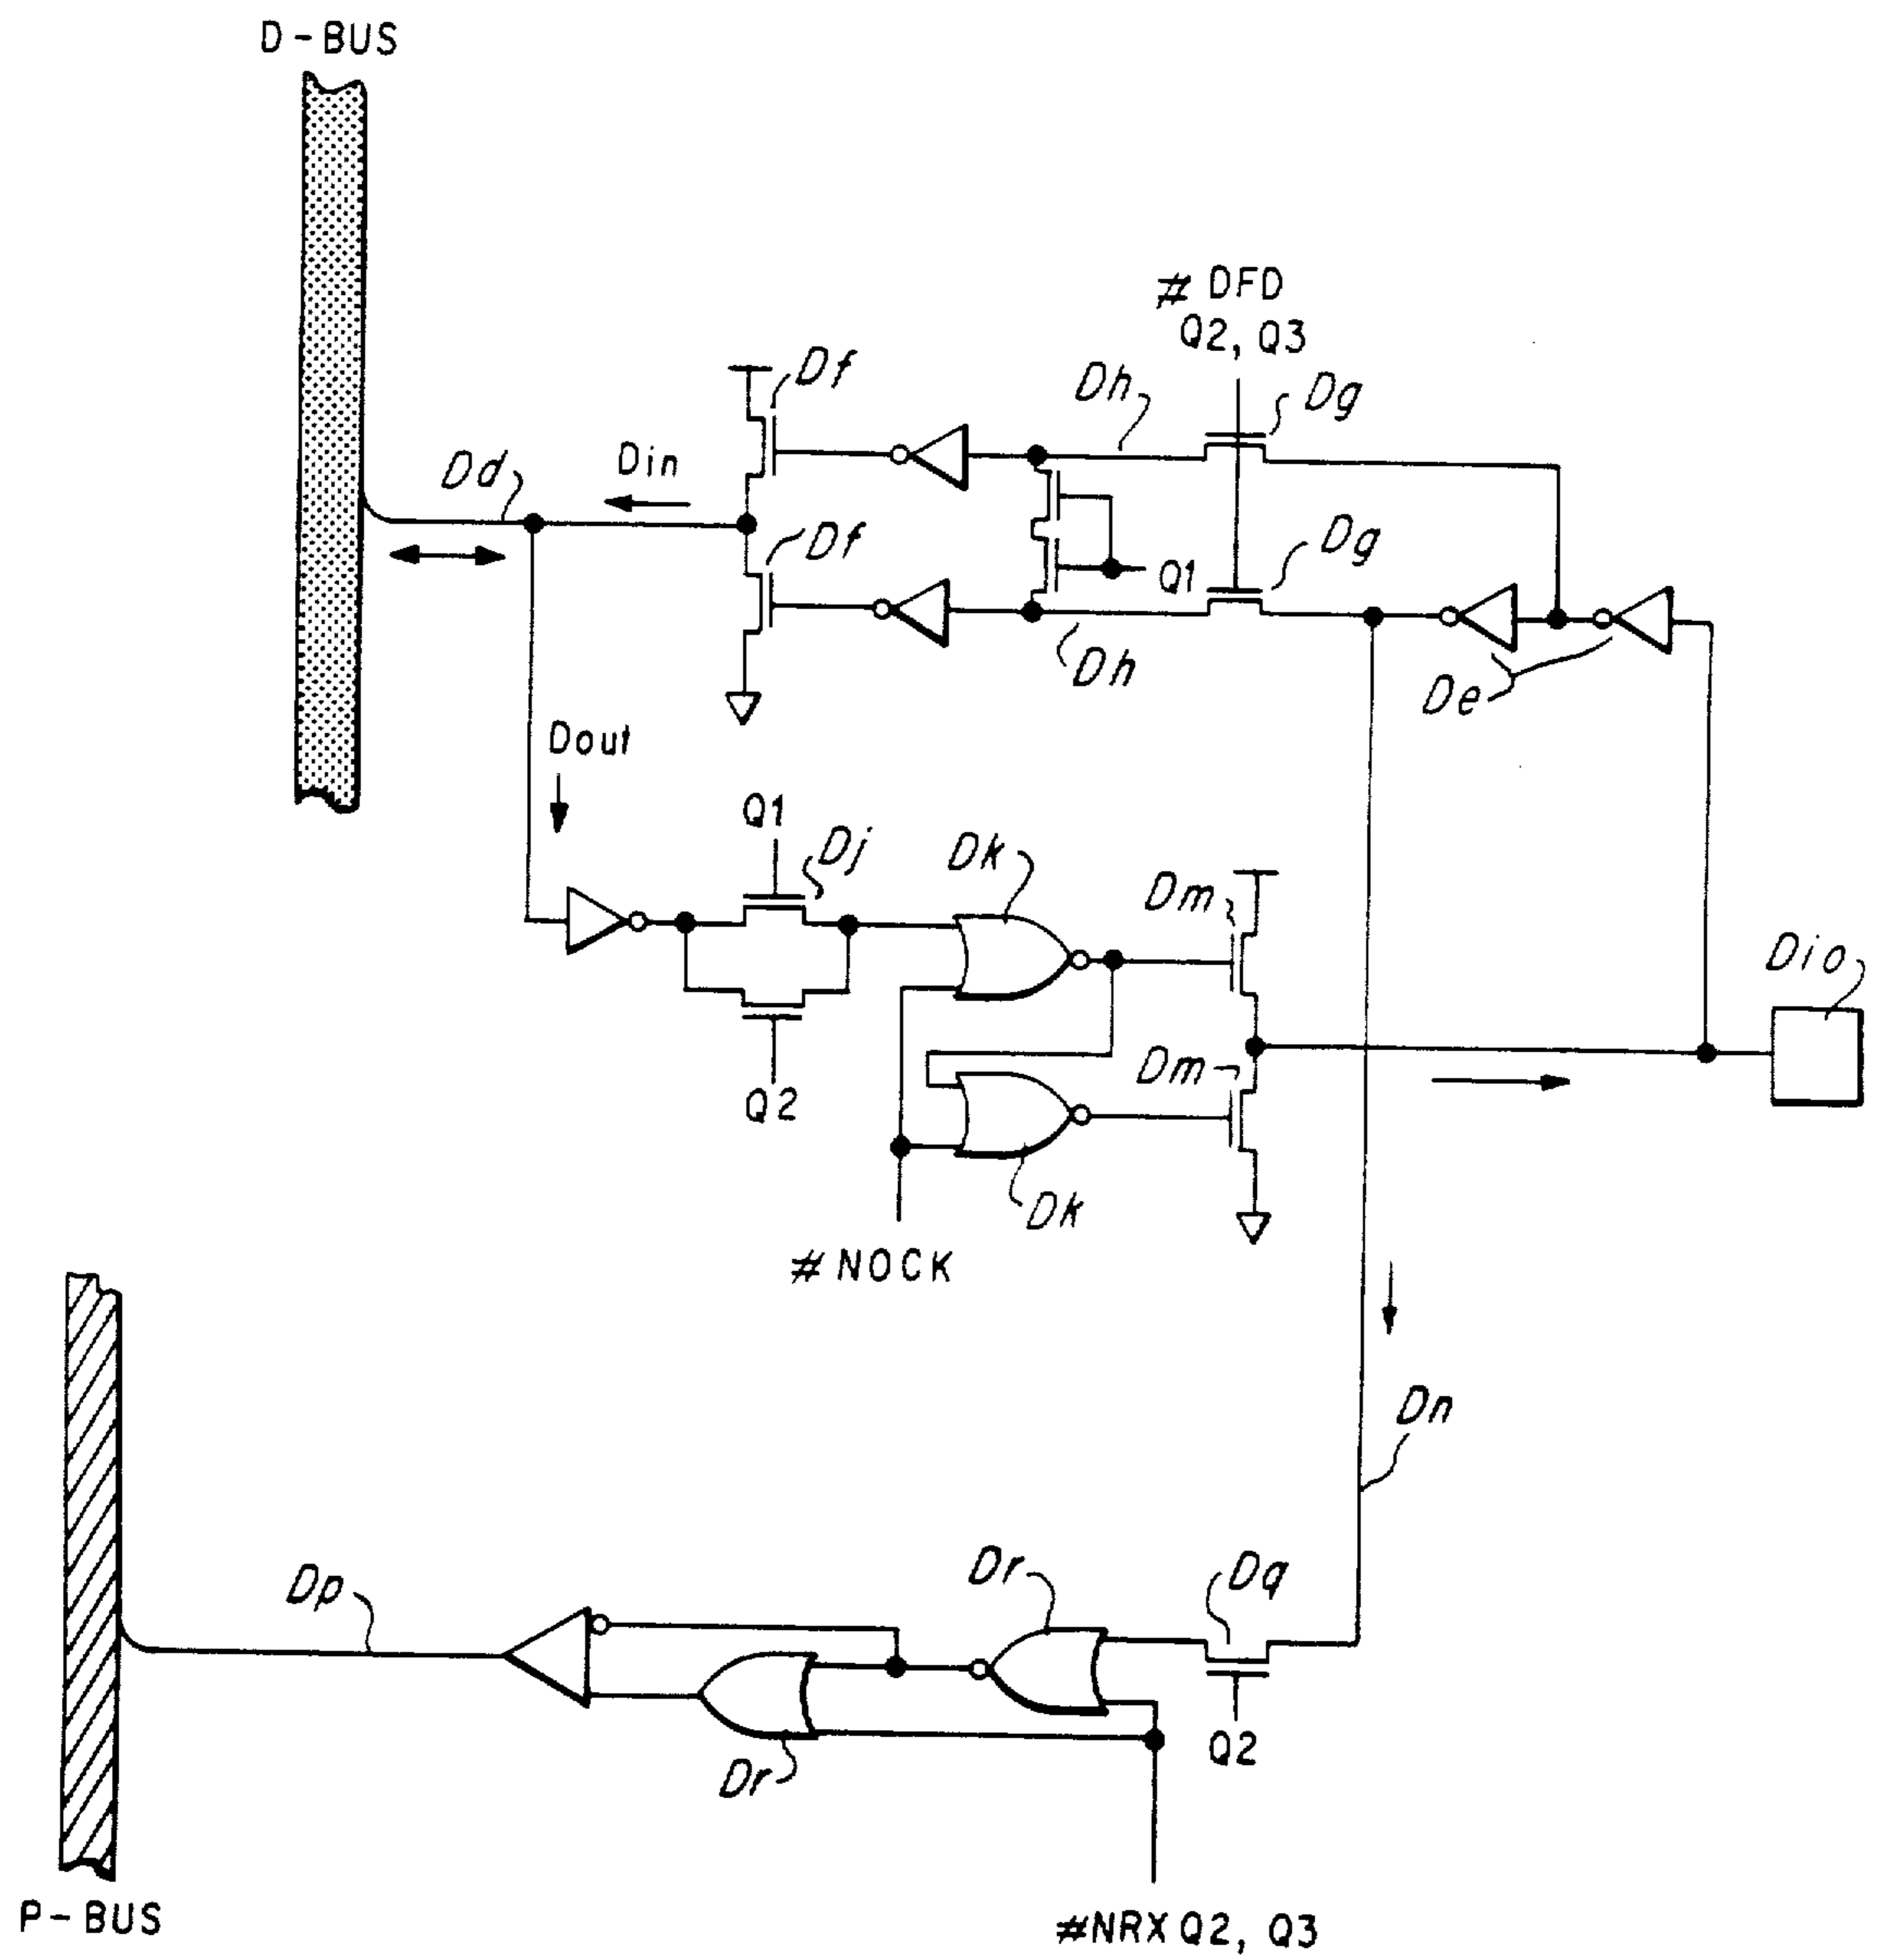 D-BUS
# DFD
Q2, Q3
Df
Dh
Dg
Dd
Din
Df
Dg
Q1
Dh
De
Dout
Q1
Dj
Dk
Dm
Dio
Dm
Q2
Dk
#NOCK
Dn
Dp
Dr
Dq
Q2
Dr
P-BUS
#NRX Q2, Q3